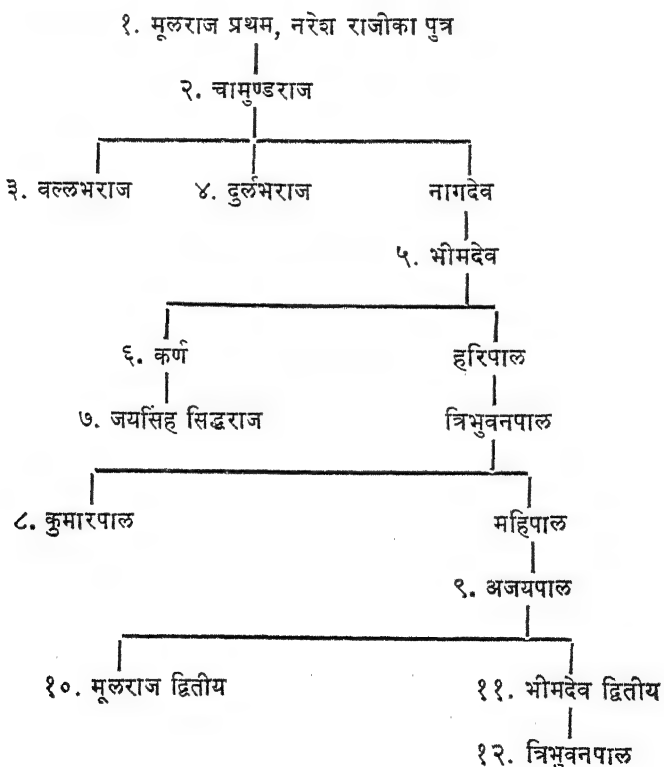 १. मूलराज प्रथम, नरेश राजीका पुत्र
२. चामुण्डराज
३. वल्लभराज ४. दुर्लभराज नागदेव
५. भीमदेव
६. कर्ण हरिपाल
७. जयसिंह सिद्धराज त्रिभुवनपाल
८. कुमारपाल महिपाल
९. अजयपाल
१०. मूलराज द्वितीय ११. भीमदेव द्वितीय
१२. त्रिभुवनपाल